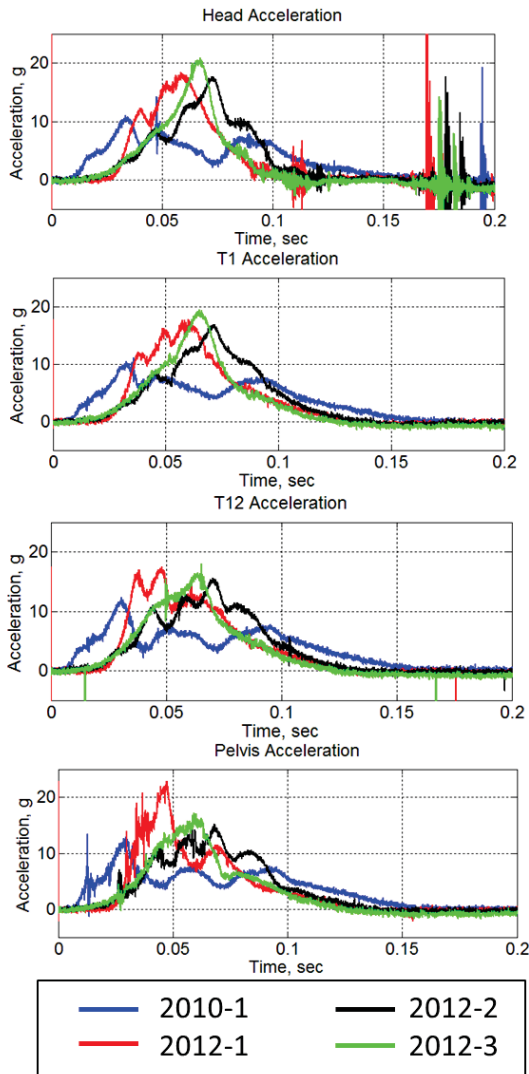 Head Acceleration
Acceleration, g
20
10
0
0 0.05 0.1 0.15 0.2
Time, sec
T1 Acceleration
Acceleration, g
20
10
0
0 0.05 0.1 0.15 0.2
Time, sec
T12 Acceleration
Acceleration, g
20
10
0
0 0.05 0.1 0.15 0.2
Time, sec
Pelvis Acceleration
Acceleration, g
20
10
0
0 0.05 0.1 0.15 0.2
Time, sec
2010-1 2012-2
2012-1 2012-3